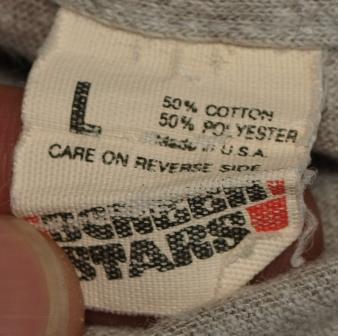 L
50% COTTON
50% POLYESTER
Made in U.S.A.
CARE ON REVERSE SIDE
SCREEN
STARS